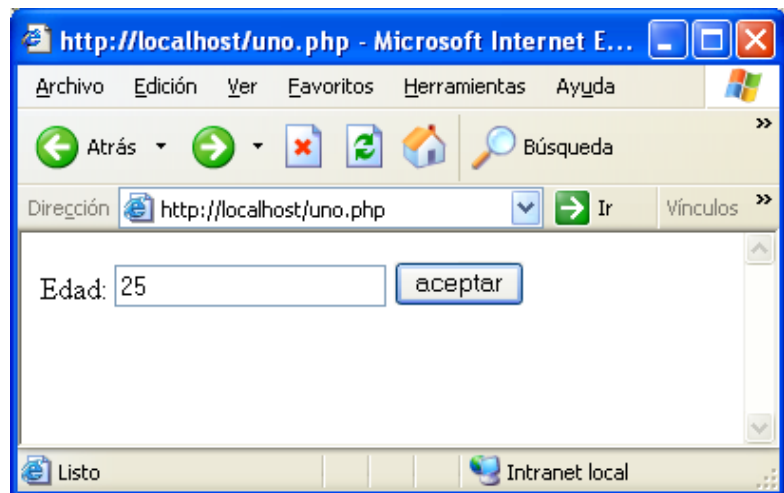 http://localhost/uno.php - Microsoft Internet E...
Archivo Edición Ver Favoritos Herramientas Ayuda
Atrás Búsqueda »
Dirección http://localhost/uno.php Ir Vínculos »
Edad: 25 aceptar
Listo Intranet local